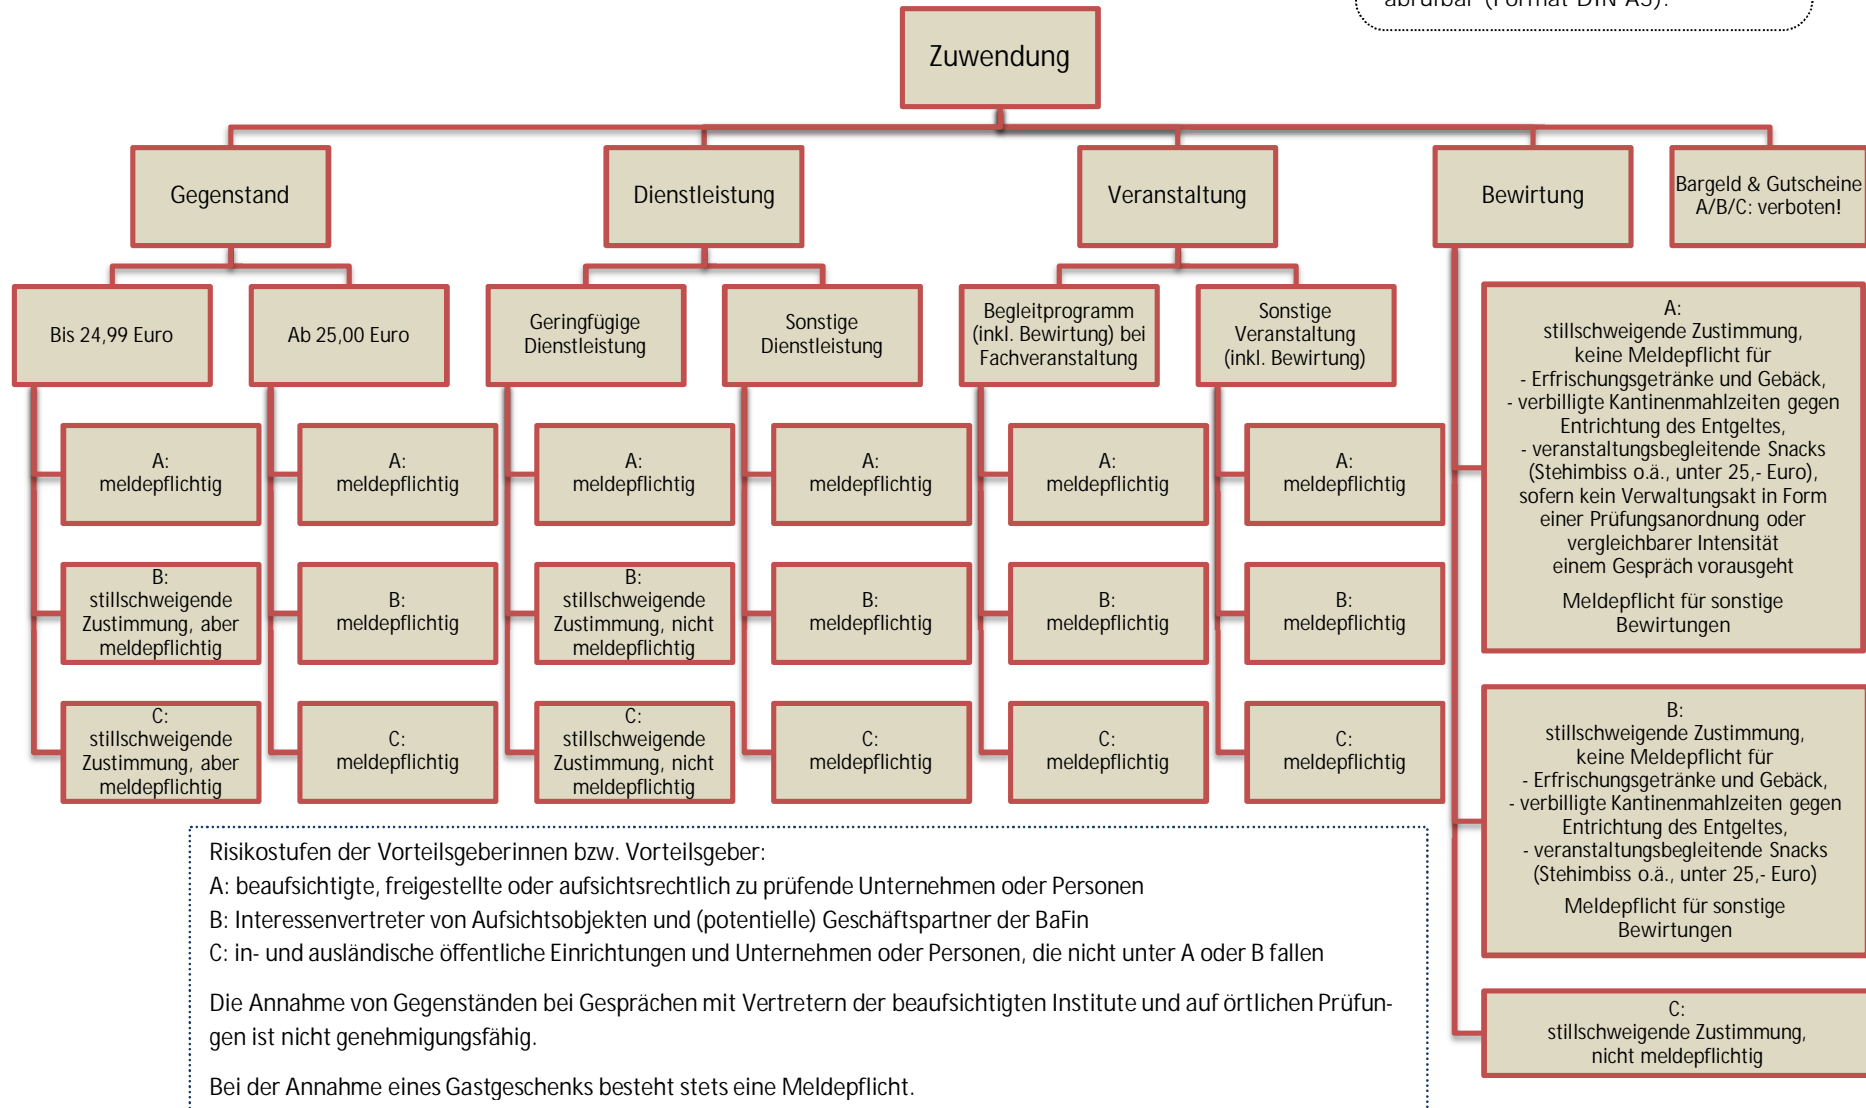 abrufbar (Format DIN A3).
Zuwendung
Gegenstand
Dienstleistung
Veranstaltung
Bewirtung
Bargeld & Gutscheine
A/B/C: verboten!
Bis 24,99 Euro
Ab 25,00 Euro
Geringfügige
Dienstleistung
Sonstige
Dienstleistung
Begleitprogramm
(inkl. Bewirtung) bei
Fachveranstaltung
Sonstige
Veranstaltung
(inkl. Bewirtung)
A:
meldepflichtig
B:
stillschweigende
Zustimmung, aber
meldepflichtig
C:
stillschweigende
Zustimmung, aber
meldepflichtig
A:
meldepflichtig
B:
meldepflichtig
C:
meldepflichtig
A:
meldepflichtig
B:
stillschweigende
Zustimmung, nicht
meldepflichtig
C:
stillschweigende
Zustimmung, nicht
meldepflichtig
A:
meldepflichtig
B:
meldepflichtig
C:
meldepflichtig
A:
meldepflichtig
B:
meldepflichtig
C:
meldepflichtig
A:
meldepflichtig
B:
meldepflichtig
C:
meldepflichtig
A:
stillschweigende Zustimmung,
keine Meldepflicht für
- Erfrischungsgetränke und Gebäck,
- verbilligte Kantinenmahlzeiten gegen
Entrichtung des Entgeltes,
- veranstaltungsbegleitende Snacks
(Stehimbiss o.ä., unter 25,- Euro),
sofern kein Verwaltungsakt in Form
einer Prüfungsanordnung oder
vergleichbarer Intensität
einem Gespräch vorausgeht
Meldepflicht für sonstige
Bewirtungen
B:
stillschweigende Zustimmung,
keine Meldepflicht für
- Erfrischungsgetränke und Gebäck,
- verbilligte Kantinenmahlzeiten gegen
Entrichtung des Entgeltes,
- veranstaltungsbegleitende Snacks
(Stehimbiss o.ä., unter 25,- Euro)
Meldepflicht für sonstige
Bewirtungen
C:
stillschweigende Zustimmung,
nicht meldepflichtig
Risikostufen der Vorteilsgeberinnen bzw. Vorteilsgeber:
A: beaufsichtigte, freigestellte oder aufsichtsrechtlich zu prüfende Unternehmen oder Personen
B: Interessenvertreter von Aufsichtsobjekten und (potentielle) Geschäftspartner der BaFin
C: in- und ausländische öffentliche Einrichtungen und Unternehmen oder Personen, die nicht unter A oder B fallen
Die Annahme von Gegenständen bei Gesprächen mit Vertretern der beaufsichtigten Institute und auf örtlichen Prüfun-
gen ist nicht genehmigungsfähig.
Bei der Annahme eines Gastgeschenks besteht stets eine Meldepflicht.